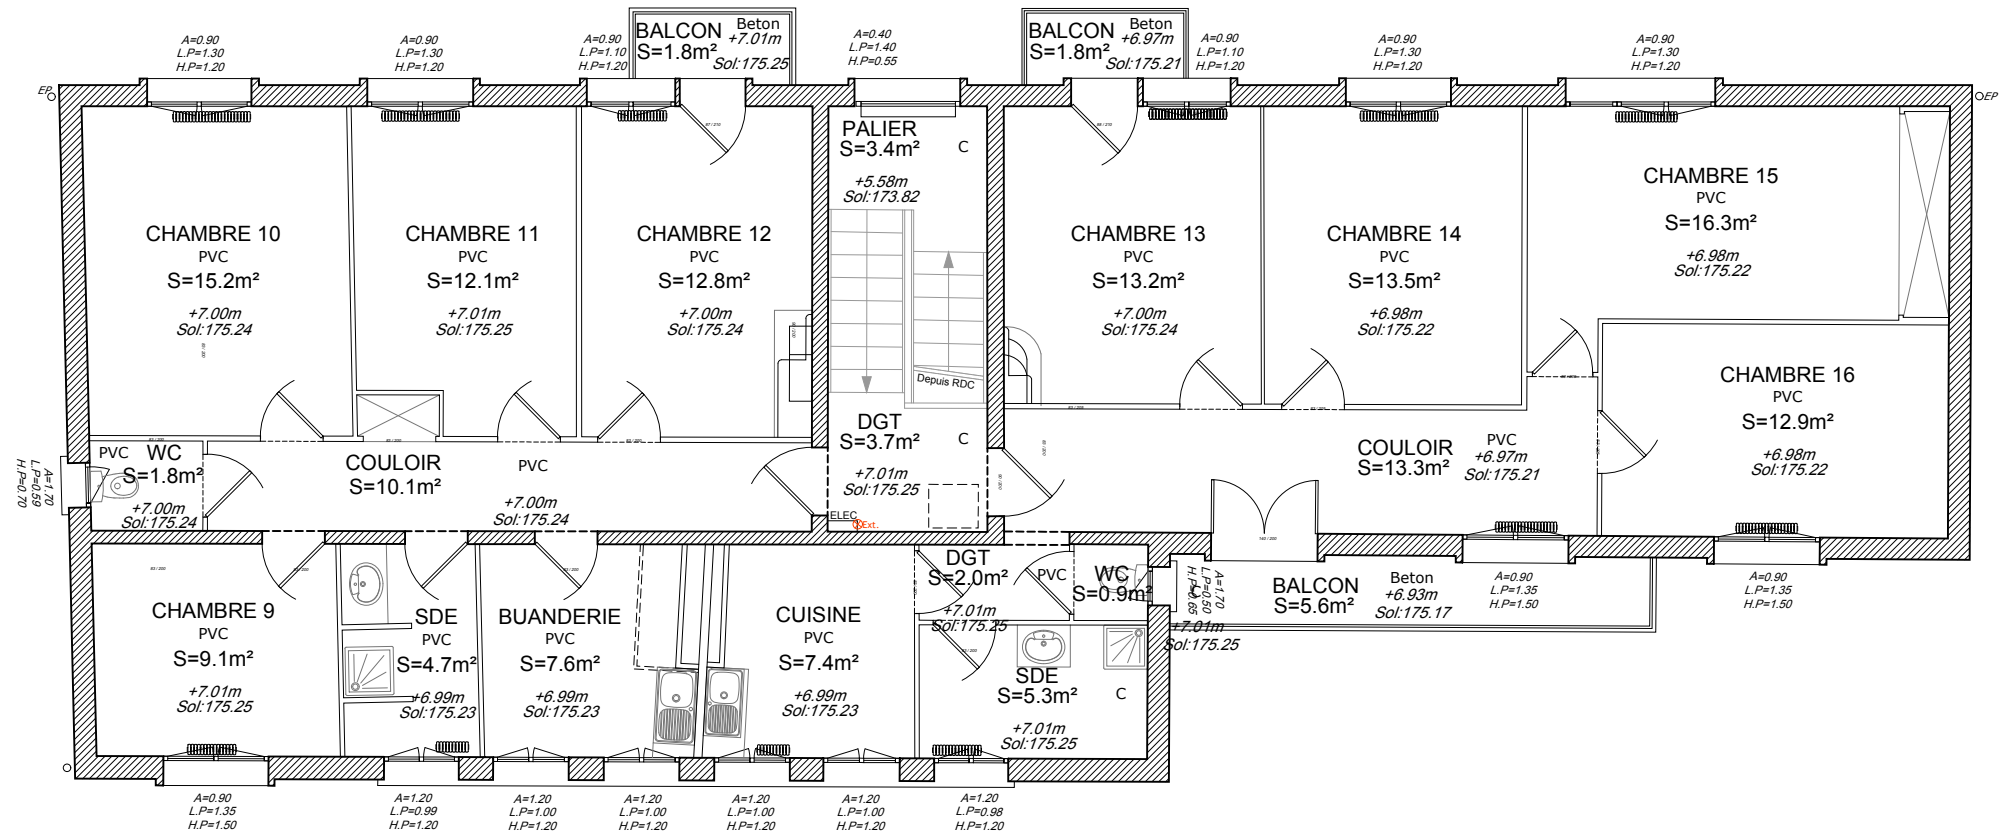 A=0.90
L.P=1.30
H.P=1.20
A=0.90
L.P=1.30
H.P=1.20
A=0.90
L.P=1.10
H.P=1.20
BALCON
S=1.8m²
Beton
+7.01m
Sol:175.25
A=0.40
L.P=1.40
H.P=0.55
BALCON
S=1.8m²
Beton
+6.97m
Sol:175.21
A=0.90
L.P=1.10
H.P=1.20
A=0.90
L.P=1.30
H.P=1.20
A=0.90
L.P=1.30
H.P=1.20
EP
EP
PALIER
S=3.4m²
C
+5.58m
Sol:173.82
CHAMBRE 10
PVC
S=15.2m²
+7.00m
Sol:175.24
CHAMBRE 11
PVC
S=12.1m²
+7.01m
Sol:175.25
CHAMBRE 12
PVC
S=12.8m²
+7.00m
Sol:175.24
CHAMBRE 13
PVC
S=13.2m²
+7.00m
Sol:175.24
CHAMBRE 14
PVC
S=13.5m²
+6.98m
Sol:175.22
CHAMBRE 15
PVC
S=16.3m²
+6.98m
Sol:175.22
CHAMBRE 16
PVC
S=12.9m²
+6.98m
Sol:175.22
Depuis RDC
DGT
S=3.7m²
C
+7.01m
Sol:175.25
ELEC
Ext.
A=1.70
L.P=0.59
H.P=0.70
PVC
WC
S=1.8m²
+7.00m
Sol:175.24
COULOIR
S=10.1m²
PVC
+7.00m
Sol:175.24
COULOIR
S=13.3m²
PVC
+6.97m
Sol:175.21
CHAMBRE 9
PVC
S=9.1m²
+7.01m
Sol:175.25
SDE
PVC
S=4.7m²
+6.99m
Sol:175.23
BUANDERIE
PVC
S=7.6m²
+6.99m
Sol:175.23
CUISINE
PVC
S=7.4m²
+6.99m
Sol:175.23
DGT
S=2.0m²
PVC
+7.01m
Sol:175.25
WC
S=0.9m²
C
+7.01m
Sol:175.25
A=1.70
L.P=0.50
H.P=0.65
SDE
S=5.3m²
C
+7.01m
Sol:175.25
BALCON
S=5.6m²
Beton
+6.93m
Sol:175.17
A=0.90
L.P=1.35
H.P=1.50
A=0.90
L.P=1.35
H.P=1.50
A=0.90
L.P=1.35
H.P=1.50
A=1.20
L.P=0.99
H.P=1.20
A=1.20
L.P=1.00
H.P=1.20
A=1.20
L.P=1.00
H.P=1.20
A=1.20
L.P=1.00
H.P=1.20
A=1.20
L.P=1.00
H.P=1.20
A=1.20
L.P=0.98
H.P=1.20